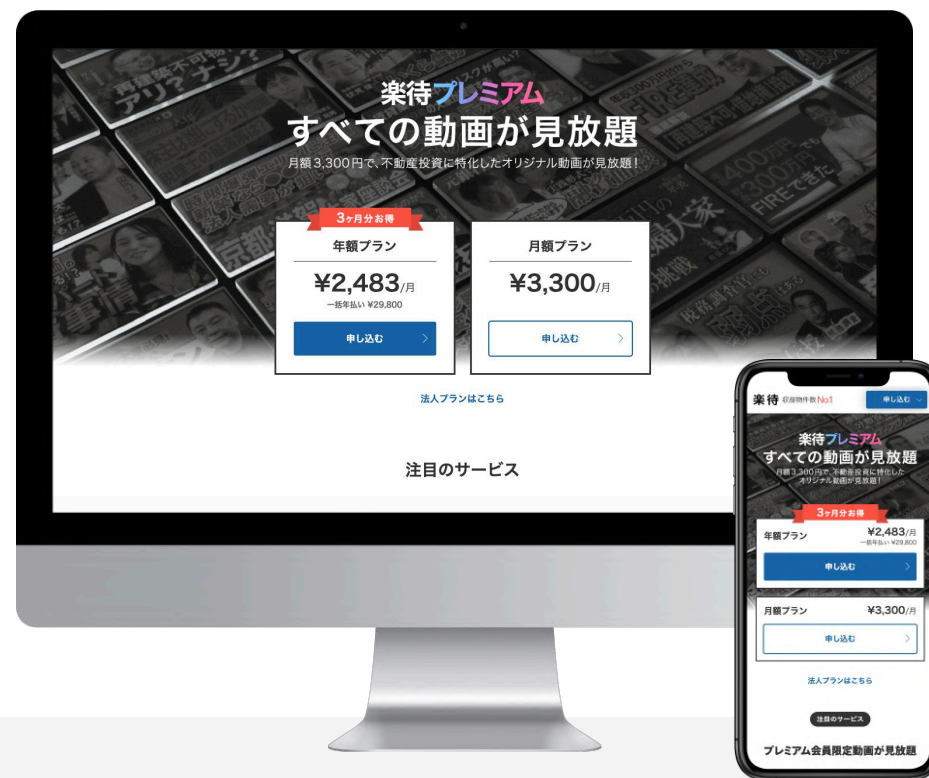 再建築不可物
アリ？ナシ？
楽待プレミアム
すべての動画が見放題
月額3,300円で、不動産投資に特化したオリジナル動画が見放題！
FIREできた
3ヶ月分お得
年額プラン
¥2,483/月
一括年払い ¥29,800
申し込む
月額プラン
¥3,300/月
申し込む
法人プランはこちら
注目のサービス
楽待 収益物件数No.1
申し込む
楽待プレミアム
すべての動画が見放題
月額3,300円で、不動産投資に特化した
オリジナル動画が見放題！
3ヶ月分お得
年額プラン
¥2,483/月
一括年払い ¥29,800
申し込む
月額プラン
¥3,300/月
申し込む
法人プランはこちら
注目のサービス
プレミアム会員限定動画が見放題